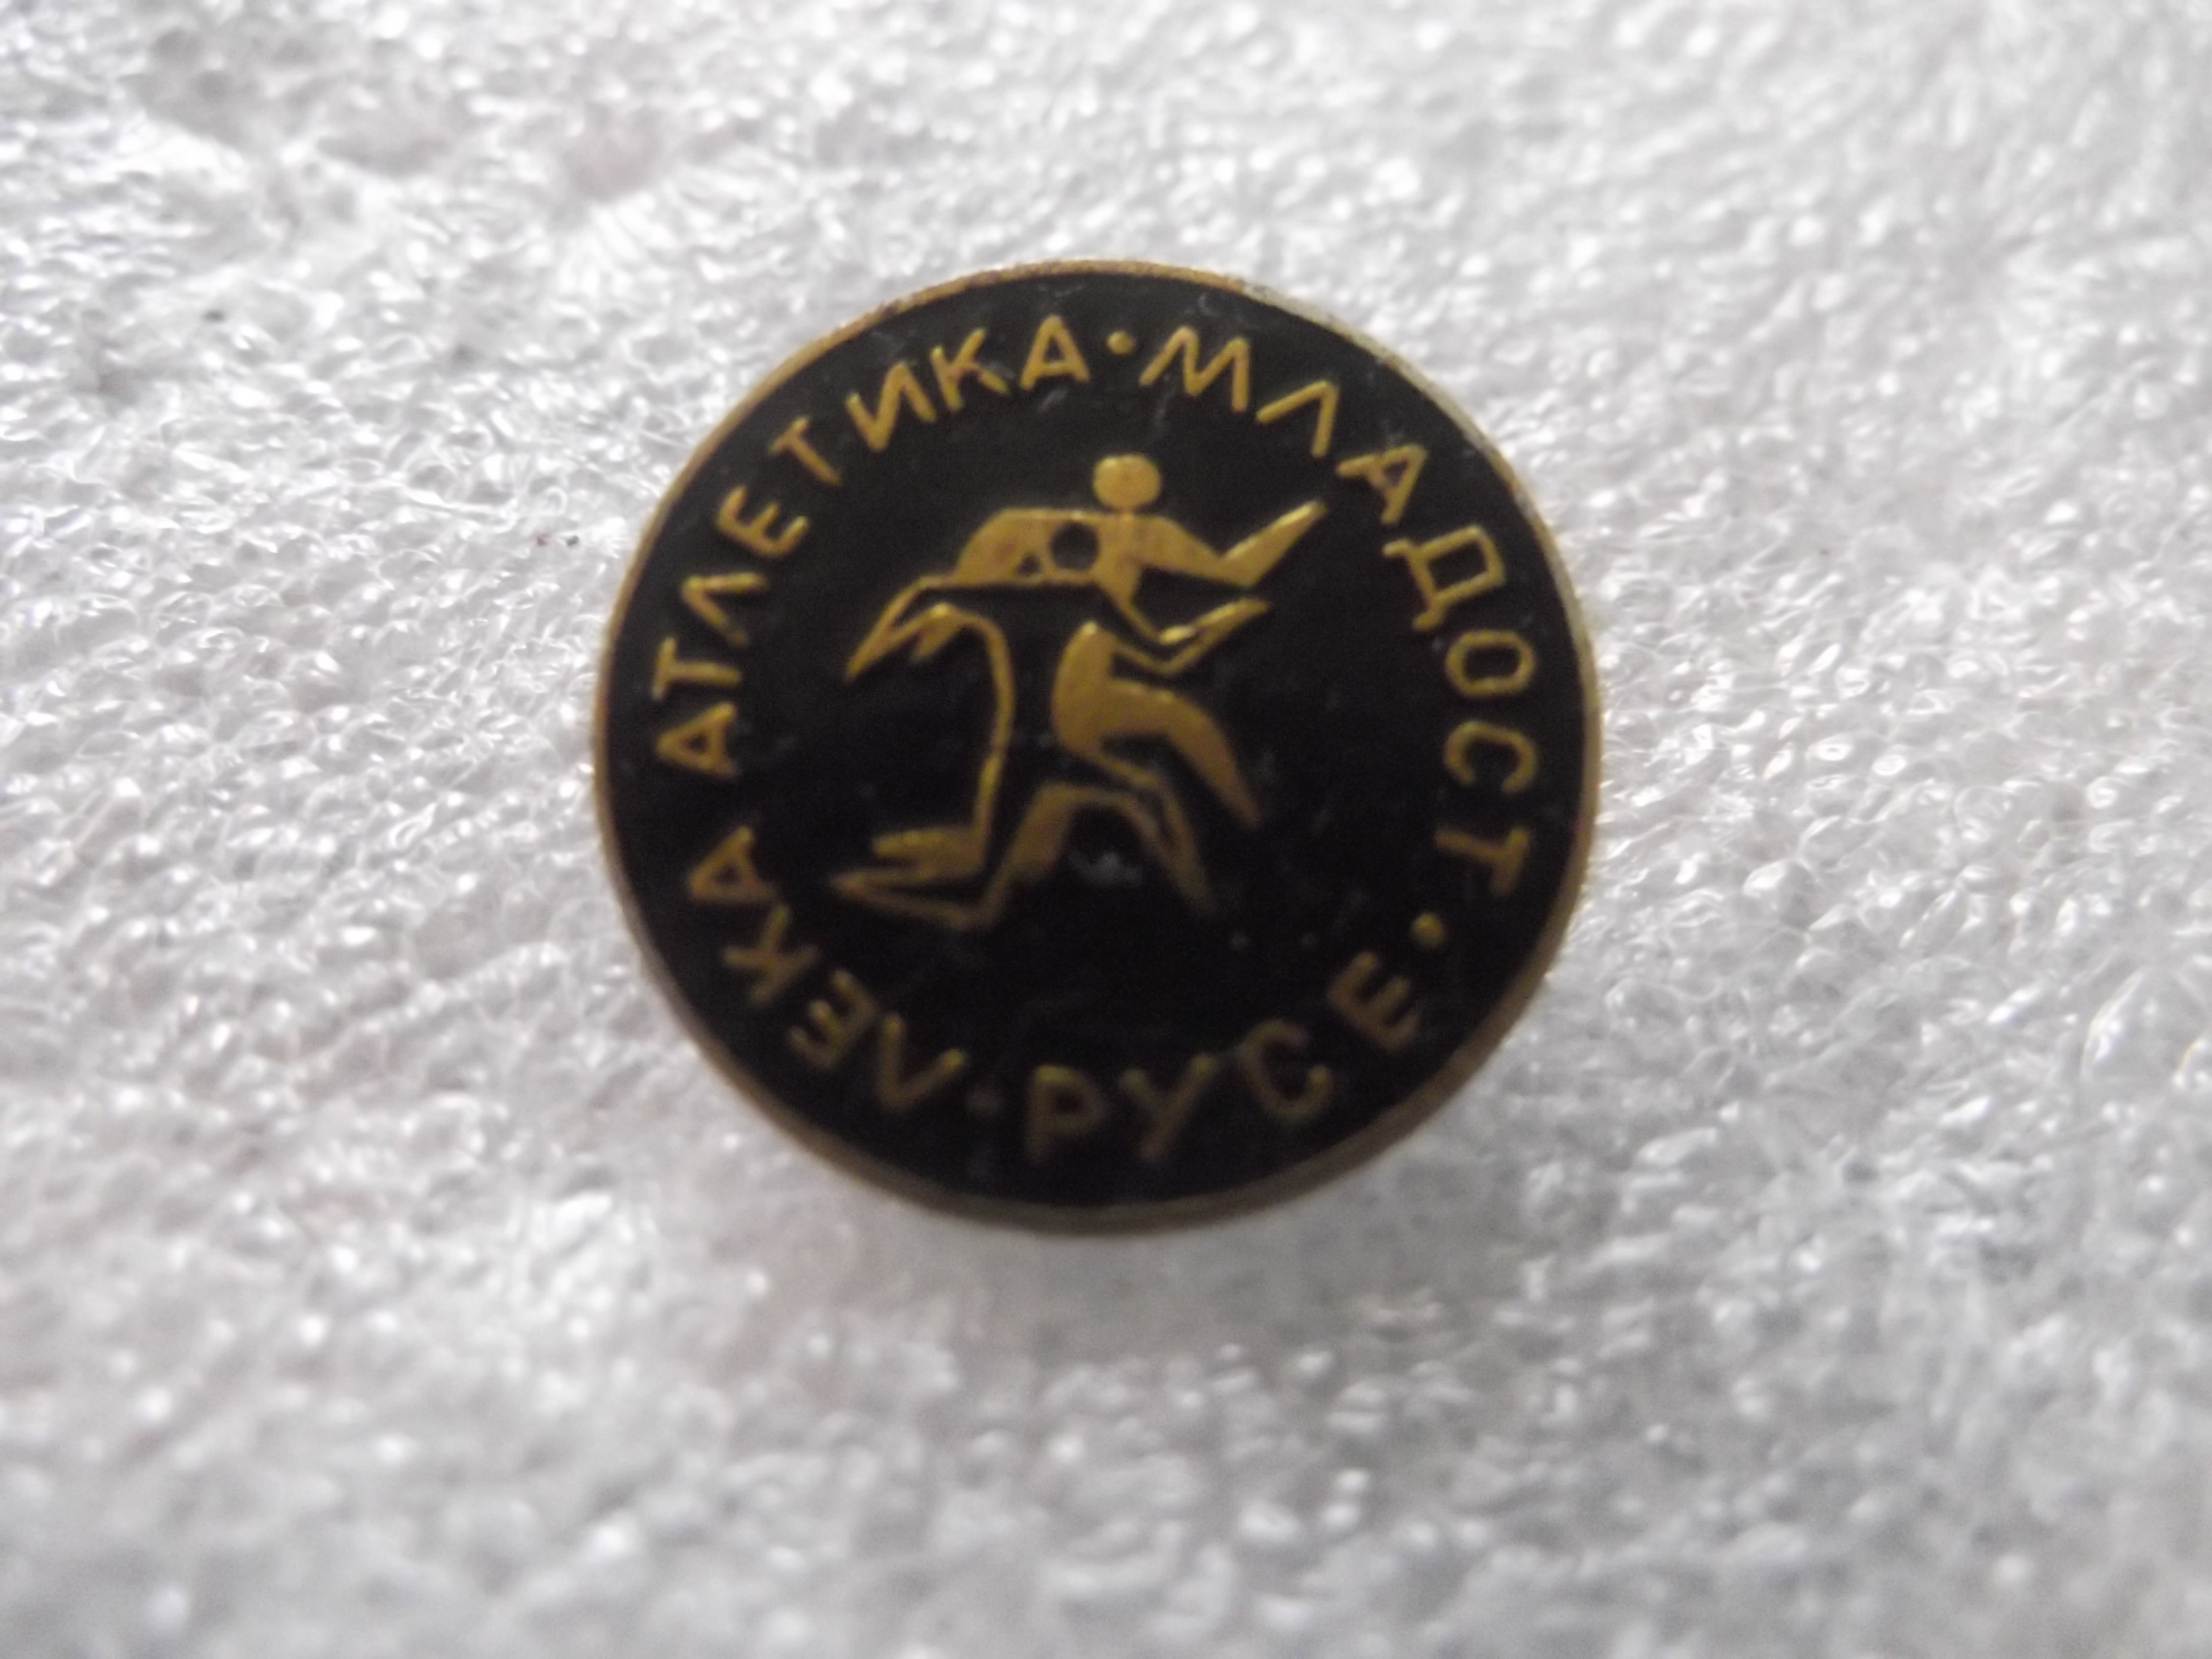 ЛЕКА АТЛЕТИКА · МЛАДОСТ · РУСЕ ·